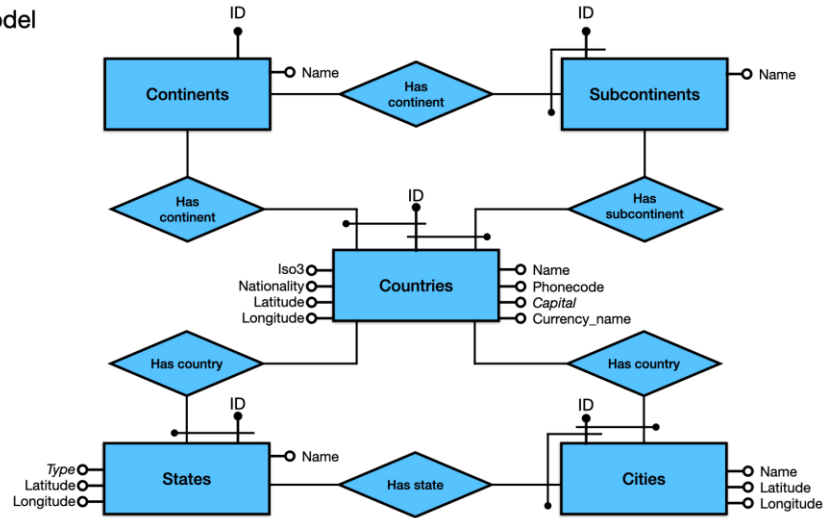 odel
ID
ID
Continents
Name
Has
continent
Subcontinents
Name
Has
continent
ID
Has
subcontinent
Iso3
Nationality
Latitude
Longitude
Countries
Name
Phonecode
Capital
Currency_name
Has country
Has country
ID
ID
Type
Latitude
Longitude
States
Name
Has state
Cities
Name
Latitude
Longitude